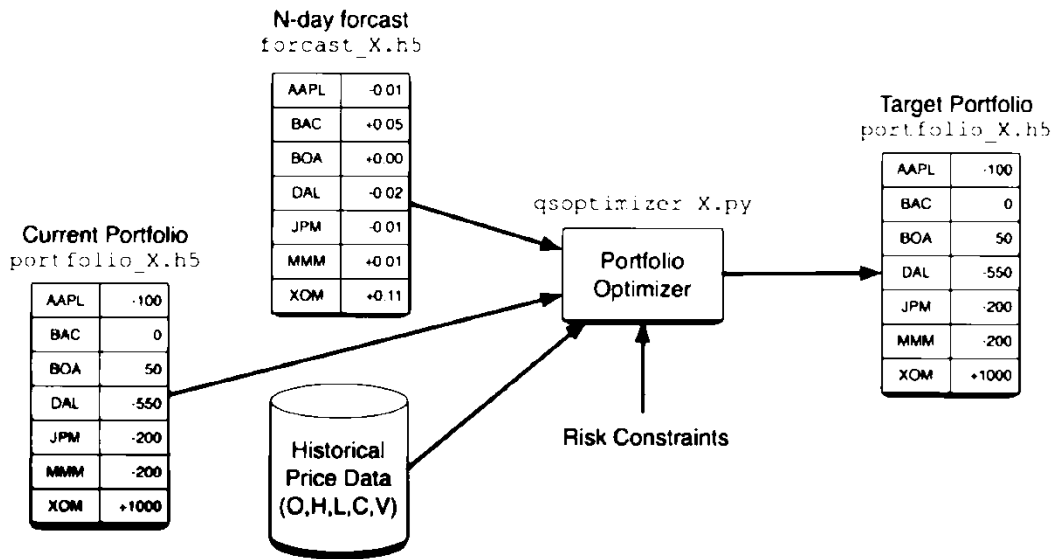 N-day forcast
forcast_X.h5
AAPL -0.01
BAC +0.05
BOA +0.00
DAL -0.02
JPM -0.01
MMM +0.01
XOM +0.11
Target Portfolio
portfolio_X.h5
AAPL -100
BAC 0
BOA 50
DAL -550
JPM -200
MMM -200
XOM +1000
qsoptimizer_X.py
Portfolio
Optimizer
Current Portfolio
portfolio_X.h5
AAPL -100
BAC 0
BOA 50
DAL -550
JPM -200
MMM -200
XOM +1000
Historical
Price Data
(O,H,L,C,V)
Risk Constraints